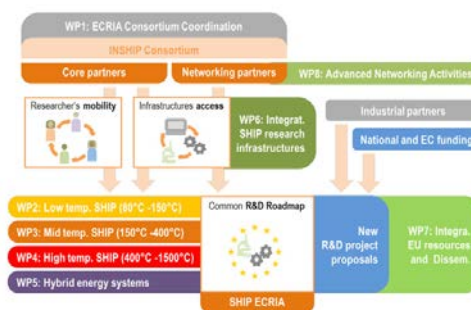 WP1: ECRIA Consortium Coordination
INSHIP Consortium
Core partners
Networking partners
WP8: Advanced Networking Activities
Researcher's mobility
Infrastructures access
WP6: Integrat.
SHIP research
infrastructures
Industrial partners
National and EC funding
WP2: Low temp. SHIP (80°C -150°C)
WP3: Mid temp. SHIP (150°C -400°C)
WP4: High temp. SHIP (400°C -1500°C)
WP5: Hybrid energy systems
Common R&D Roadmap
SHIP ECRIA
New
R&D project
proposals
WP7: Integra.
EU resources
and Dissem.